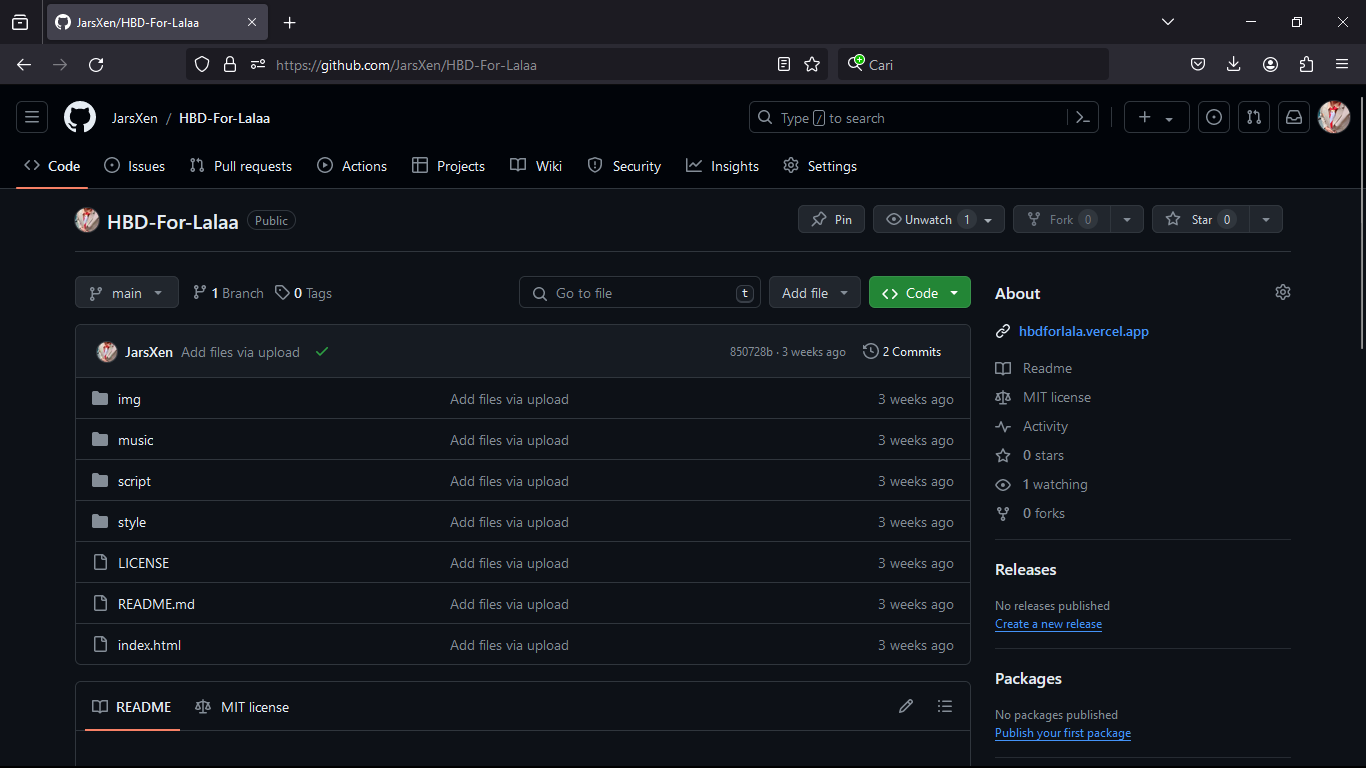 JarsXen/HBD-For-Lalaa
https://github.com/JarsXen/HBD-For-Lalaa
Cari
JarsXen / HBD-For-Lalaa
Type / to search
Code Issues Pull requests Actions Projects Wiki Security Insights Settings
HBD-For-Lalaa Public
Pin Unwatch 1 Fork 0 Star 0
main 1 Branch 0 Tags Go to file t Add file Code
JarsXen Add files via upload 850728b · 3 weeks ago 2 Commits
img Add files via upload 3 weeks ago
music Add files via upload 3 weeks ago
script Add files via upload 3 weeks ago
style Add files via upload 3 weeks ago
LICENSE Add files via upload 3 weeks ago
README.md Add files via upload 3 weeks ago
index.html Add files via upload 3 weeks ago
README MIT license
About
hbdforlala.vercel.app
Readme
MIT license
Activity
0 stars
1 watching
0 forks
Releases
No releases published
Create a new release
Packages
No packages published
Publish your first package